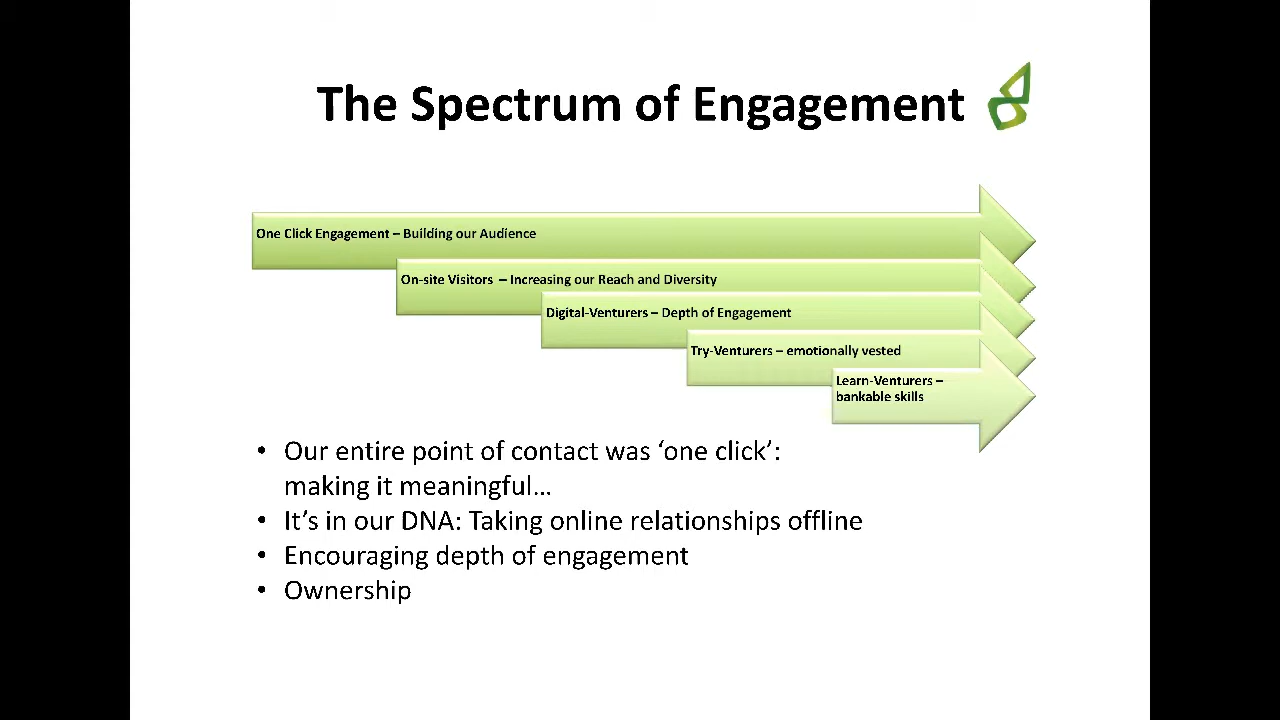 The Spectrum of Engagement
One Click Engagement – Building our Audience
On-site Visitors – Increasing our Reach and Diversity
Digital-Venturers – Depth of Engagement
Try-Venturers – emotionally vested
Learn-Venturers –
bankable skills
• Our entire point of contact was ‘one click’:
making it meaningful…
• It’s in our DNA: Taking online relationships offline
• Encouraging depth of engagement
• Ownership